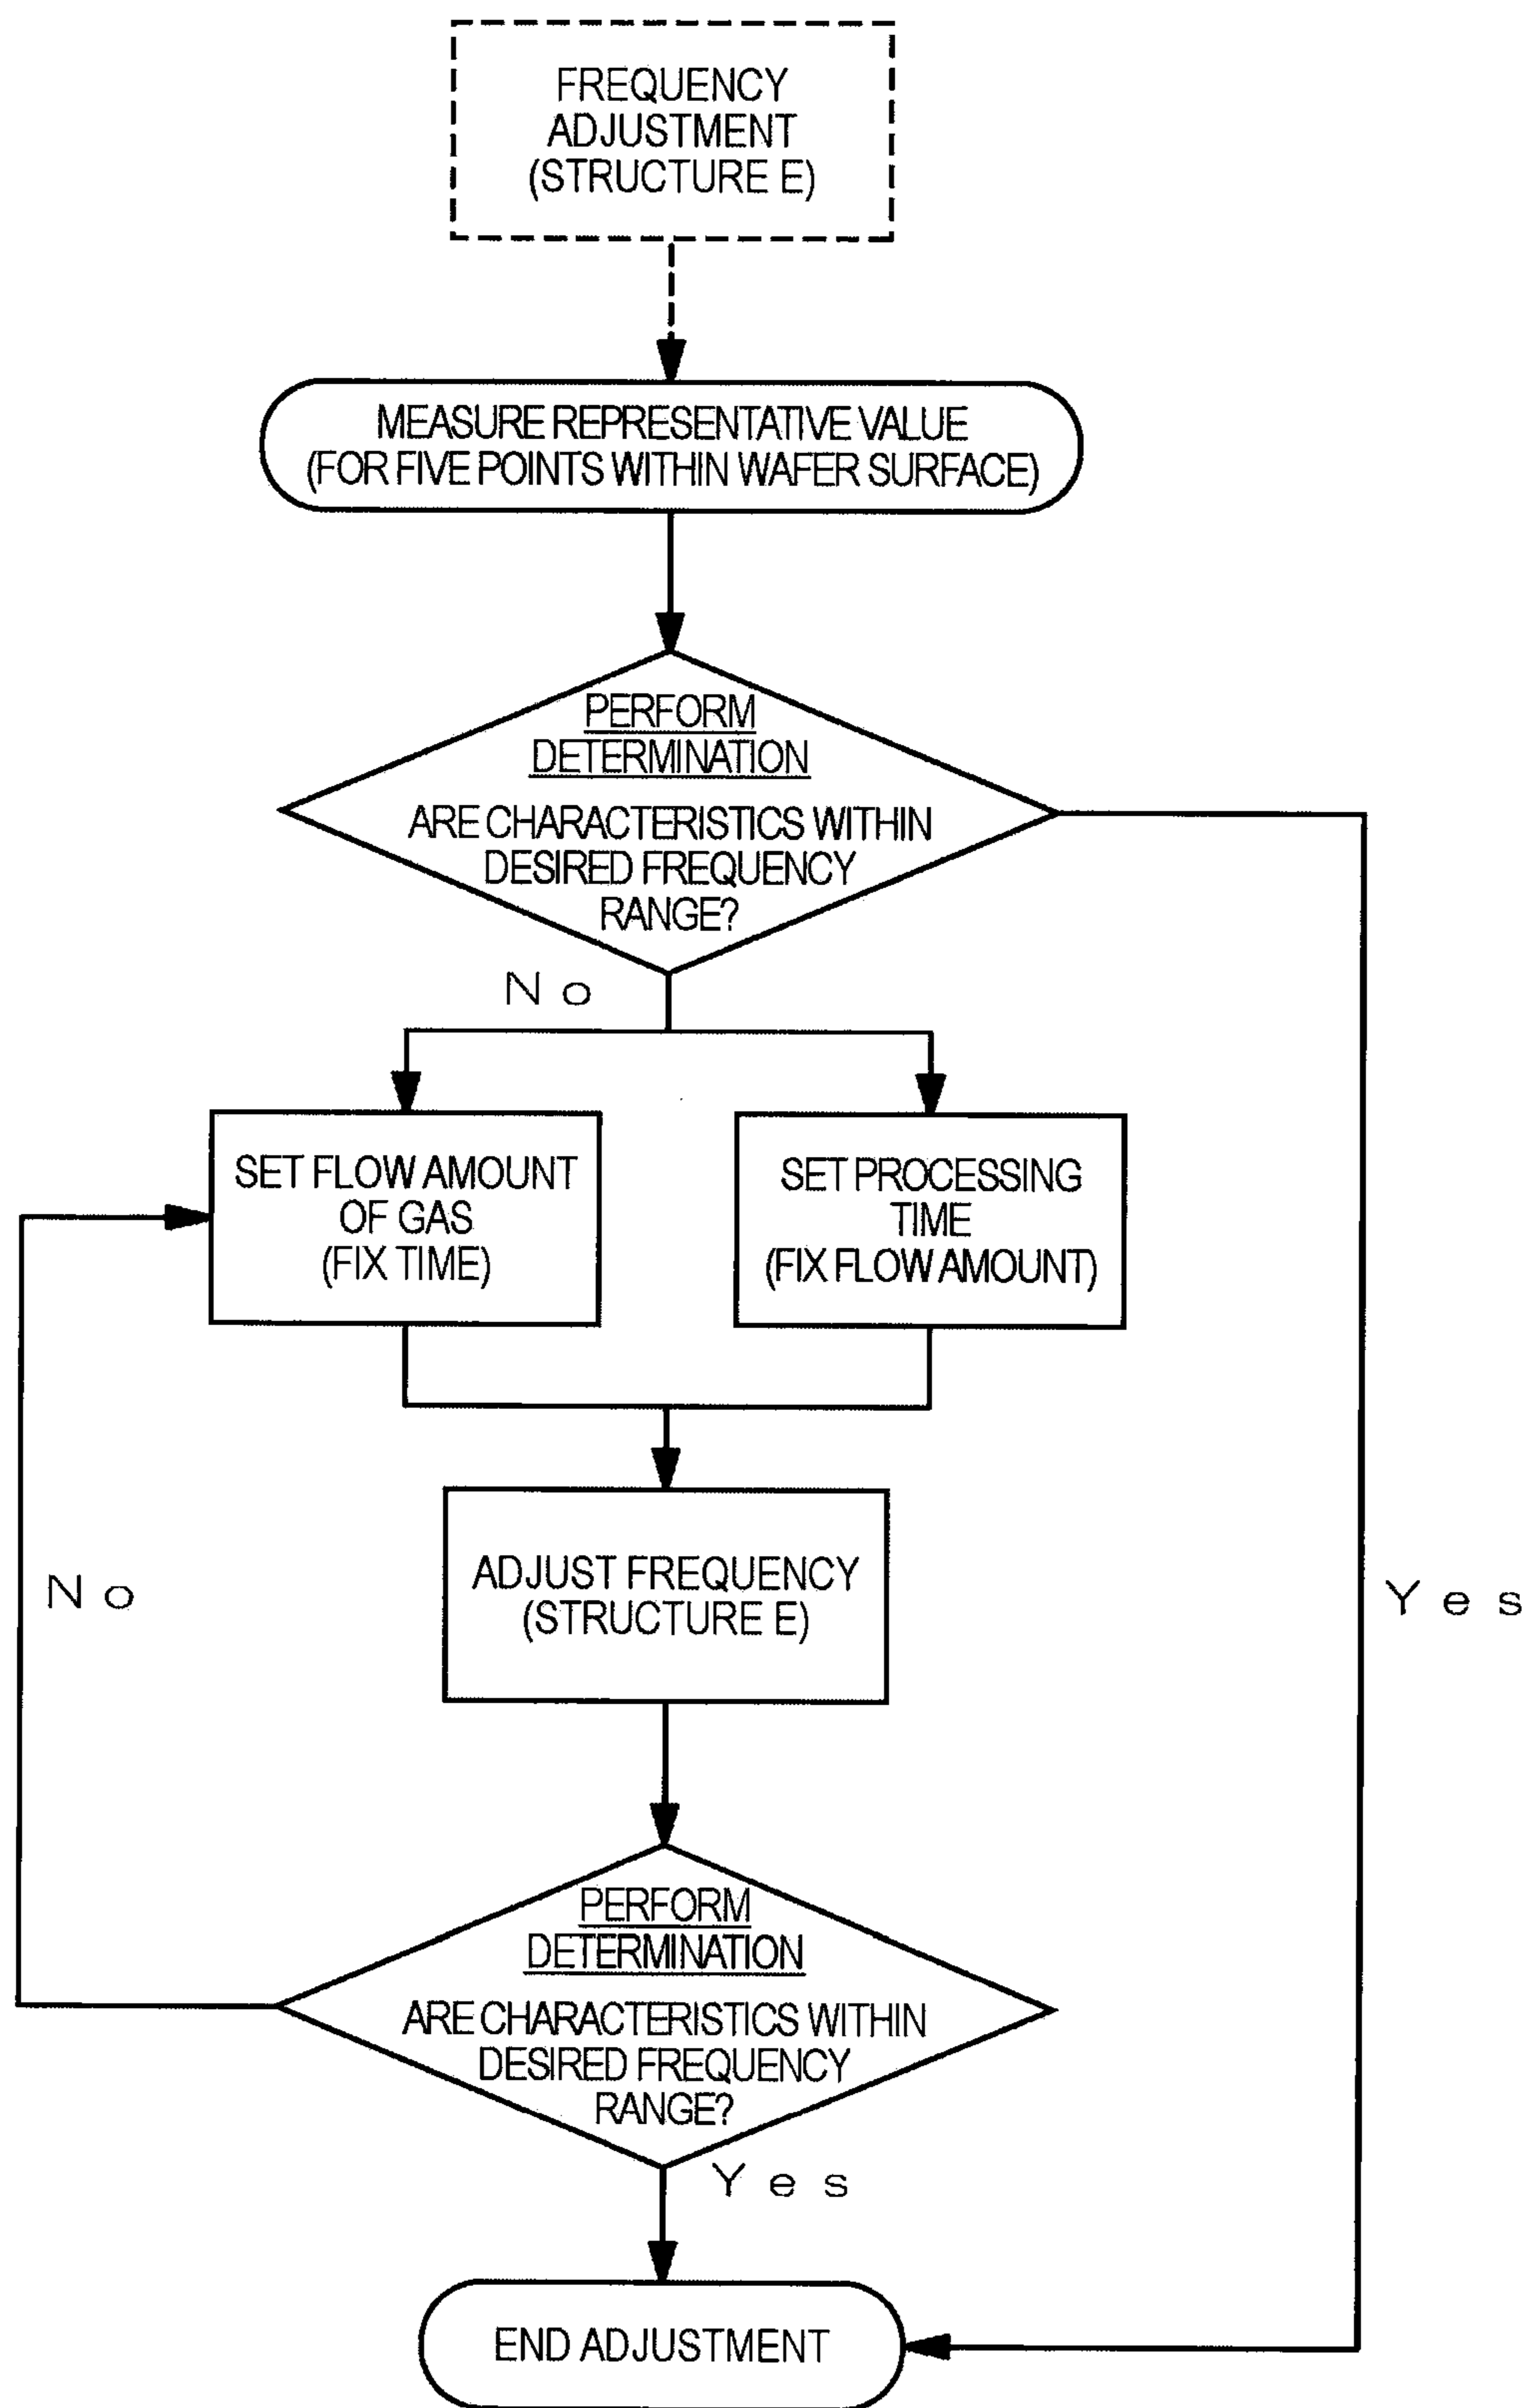 FREQUENCY
ADJUSTMENT
(STRUCTURE E)
MEASURE REPRESENTATIVE VALUE
(FOR FIVE POINTS WITHIN WAFER SURFACE)
PERFORM
DETERMINATION
ARE CHARACTERISTICS WITHIN
DESIRED FREQUENCY
RANGE?
No
SET FLOW AMOUNT
OF GAS
(FIX TIME)
SET PROCESSING
TIME
(FIX FLOW AMOUNT)
ADJUST FREQUENCY
(STRUCTURE E)
No
Yes
PERFORM
DETERMINATION
ARE CHARACTERISTICS WITHIN
DESIRED FREQUENCY
RANGE?
Yes
END ADJUSTMENT